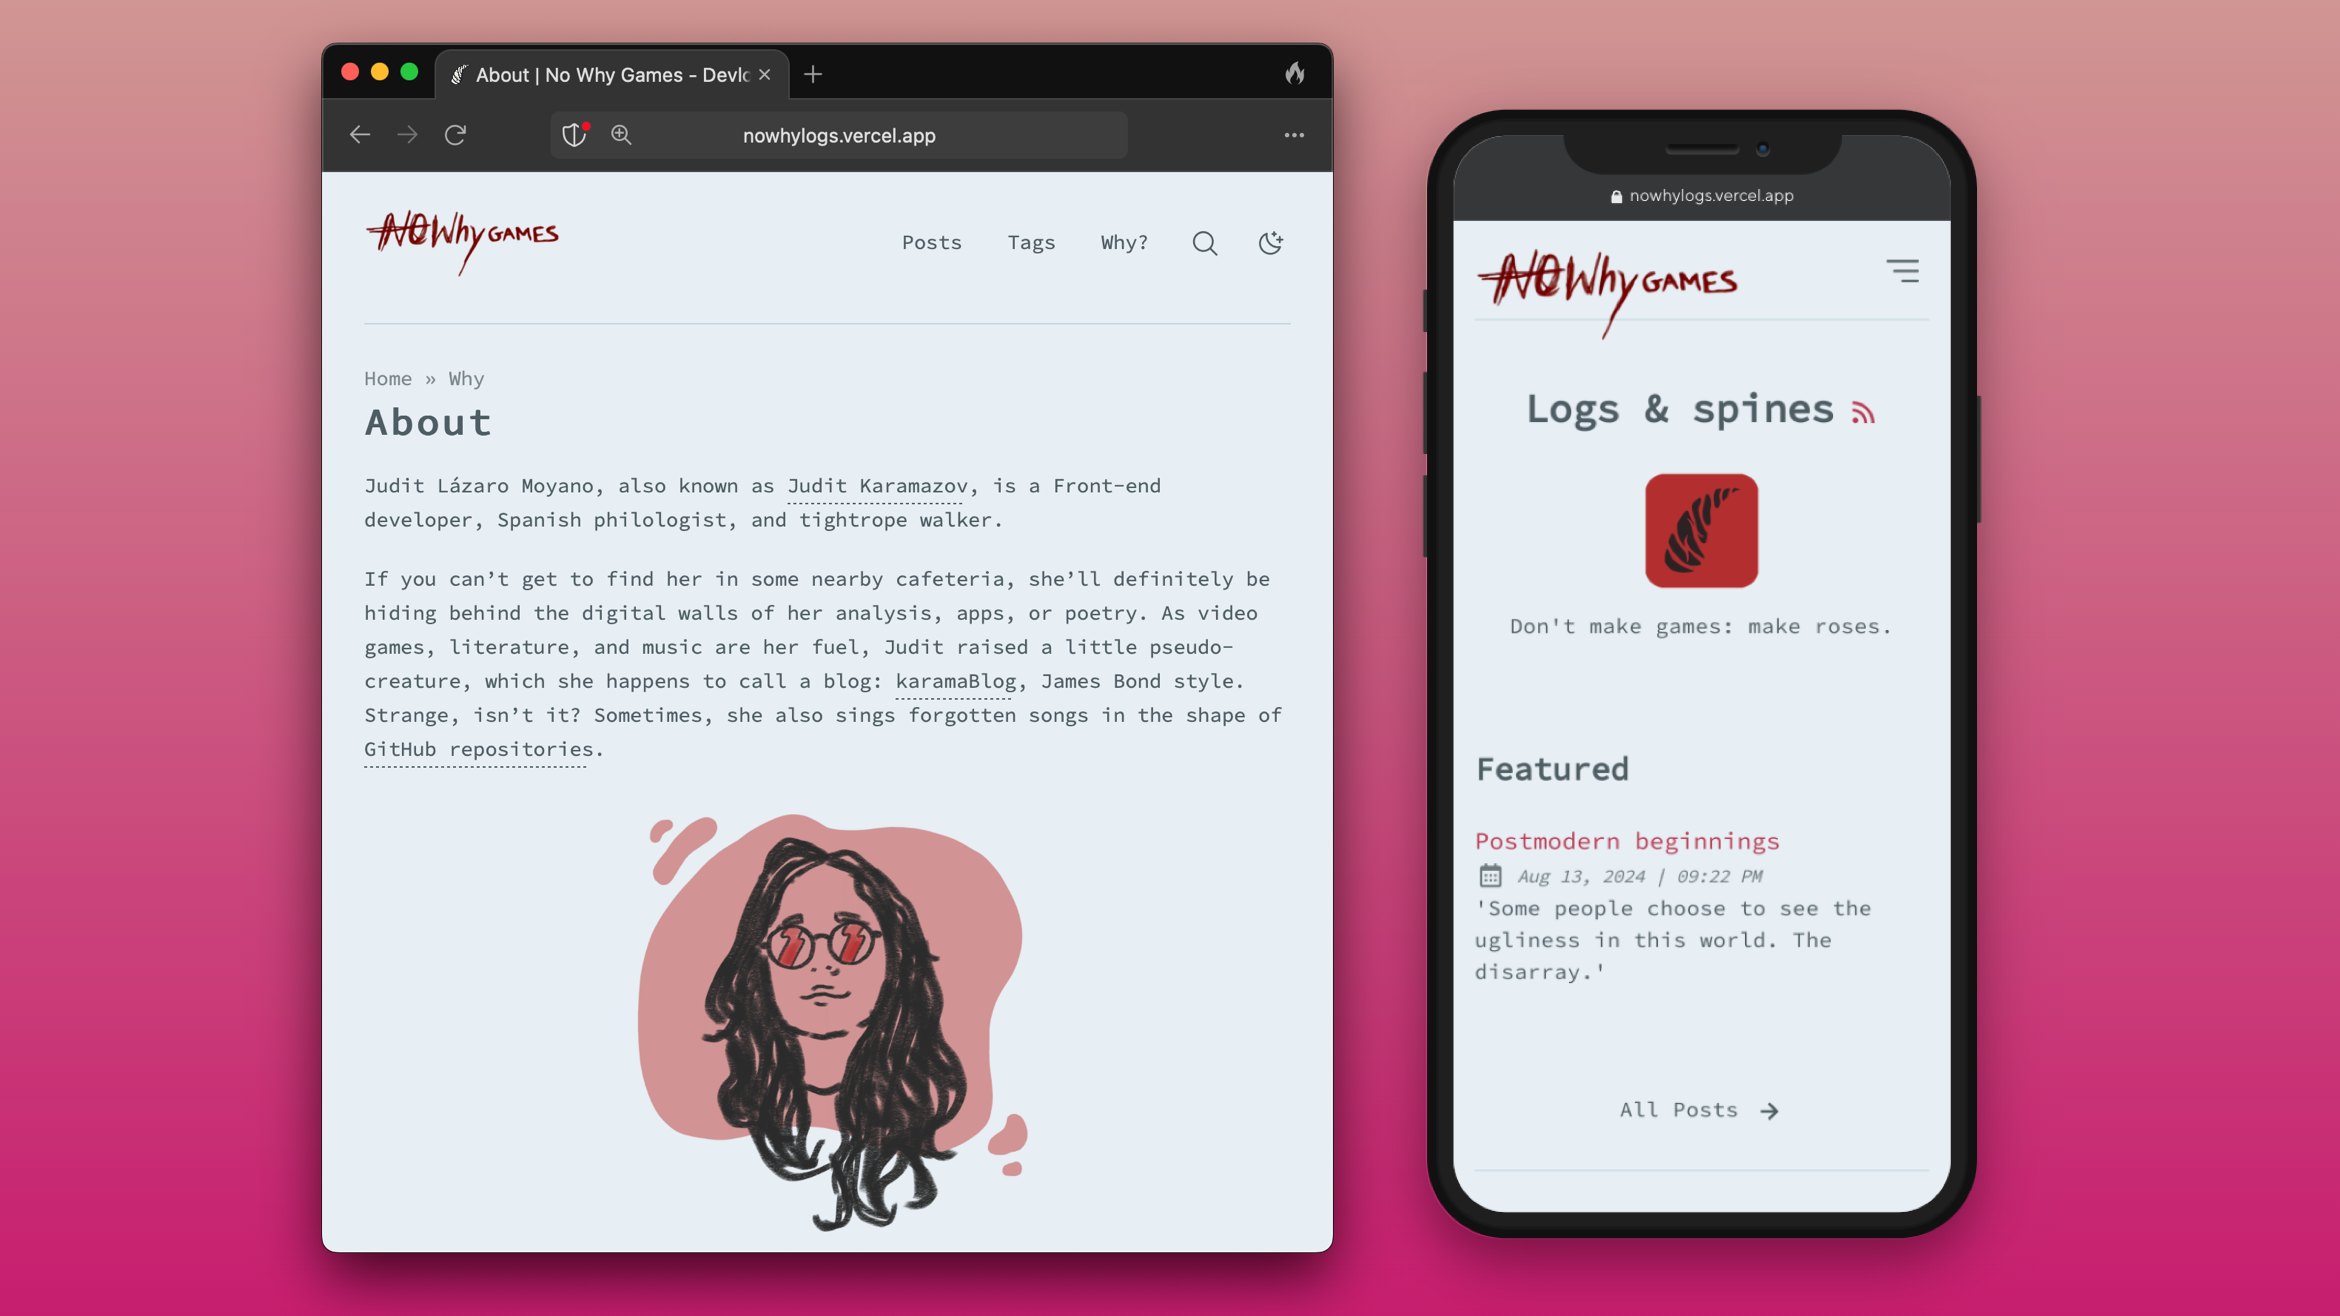 About | No Why Games - Devlo
nowhylogs.vercel.app
NOWhy GAMES
Posts Tags Why?
Home » Why
About
Judit Lázaro Moyano, also known as Judit Karamazov, is a Front-end
developer, Spanish philologist, and tightrope walker.
If you can’t get to find her in some nearby cafeteria, she’ll definitely be
hiding behind the digital walls of her analysis, apps, or poetry. As video
games, literature, and music are her fuel, Judit raised a little pseudo-
creature, which she happens to call a blog: karamaBlog, James Bond style.
Strange, isn’t it? Sometimes, she also sings forgotten songs in the shape of
GitHub repositories.
nowhylogs.vercel.app
NOWhy GAMES
Logs & spines
Don't make games: make roses.
Featured
Postmodern beginnings
Aug 13, 2024 | 09:22 PM
'Some people choose to see the
ugliness in this world. The
disarray.'
All Posts